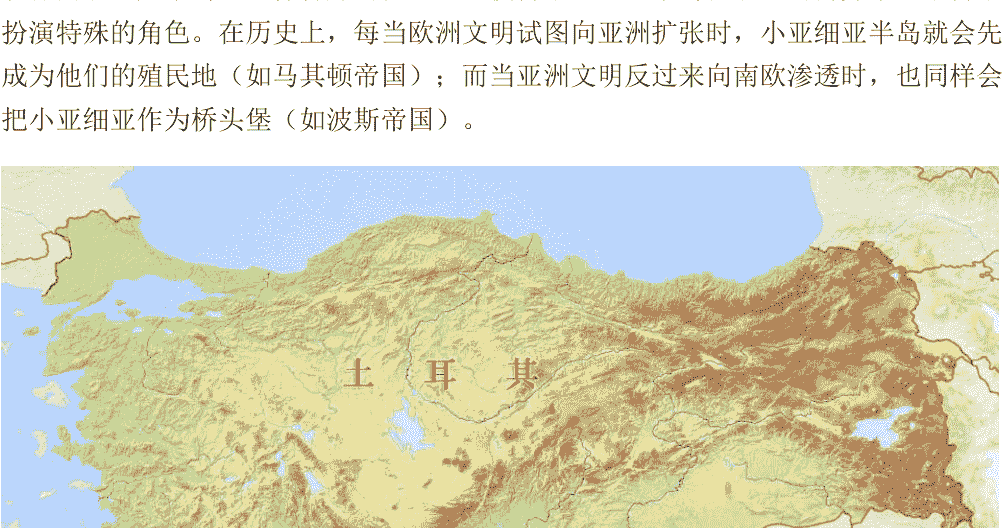 扮演特殊的角色。在历史上，每当欧洲文明试图向亚洲扩张时，小亚细亚半岛就会先
成为他们的殖民地（如马其顿帝国）；而当亚洲文明反过来向南欧渗透时，也同样会
把小亚细亚作为桥头堡（如波斯帝国）。
土耳其